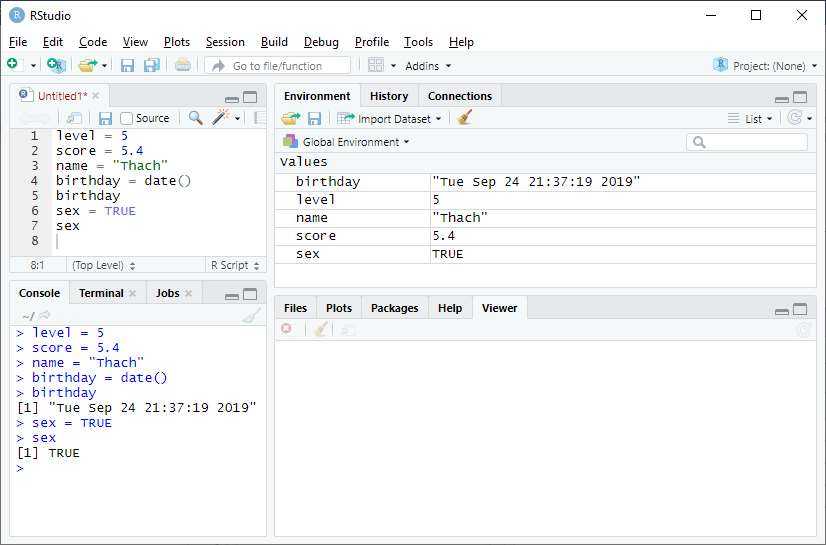 RStudio
File Edit Code View Plots Session Build Debug Profile Tools Help
Go to file/function Addins Project: (None)
Untitled1*
Source
1 level = 5
2 score = 5.4
3 name = "Thach"
4 birthday = date()
5 birthday
6 sex = TRUE
7 sex
8
8:1 (Top Level) R Script
Console Terminal Jobs
~/
> level = 5
> score = 5.4
> name = "Thach"
> birthday = date()
> birthday
[1] "Tue Sep 24 21:37:19 2019"
> sex = TRUE
> sex
[1] TRUE
>
Environment History Connections
Import Dataset List
Global Environment
Values
birthday "Tue Sep 24 21:37:19 2019"
level 5
name "Thach"
score 5.4
sex TRUE
Files Plots Packages Help Viewer